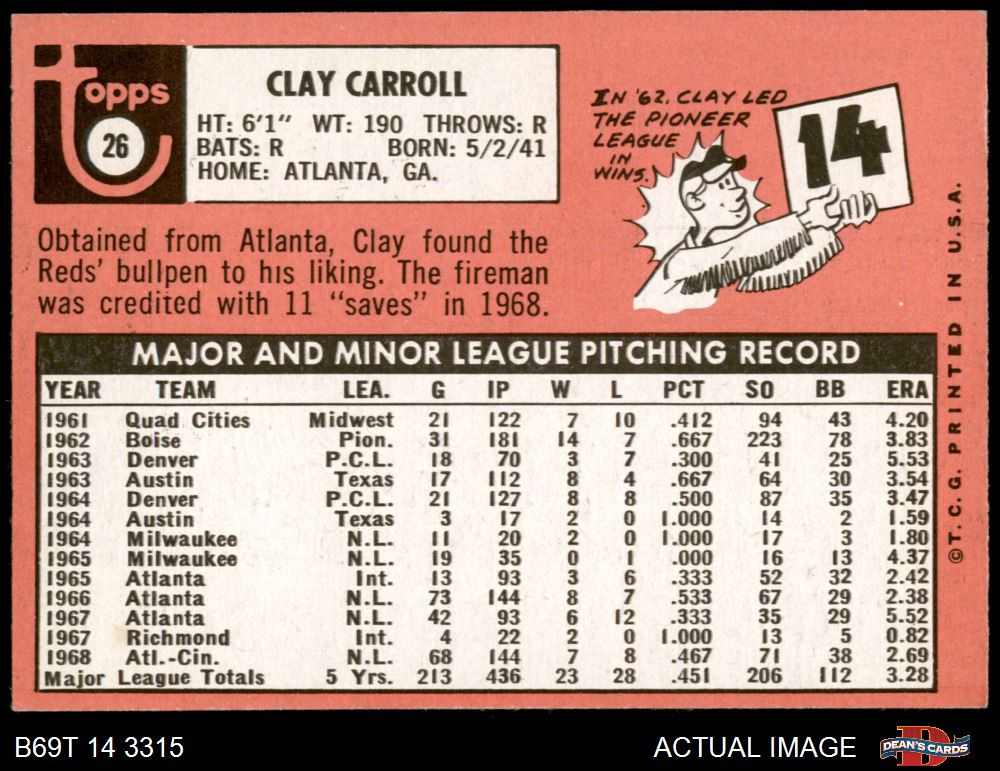 topps
26
CLAY CARROLL
HT: 6'1" WT: 190 THROWS: R
BATS: R BORN: 5/2/41
HOME: ATLANTA, GA.
IN '62, CLAY LED
THE PIONEER
LEAGUE
IN
WINS.
14
Obtained from Atlanta, Clay found the
Reds' bullpen to his liking. The fireman
was credited with 11 "saves" in 1968.
MAJOR AND MINOR LEAGUE PITCHING RECORD
YEAR TEAM LEA. G IP W L PCT SO BB ERA
1961 Quad Cities Midwest 21 122 7 10 .412 94 43 4.20
1962 Boise Pion. 31 181 14 7 .667 223 78 3.83
1963 Denver P.C.L. 18 70 3 7 .300 41 25 5.53
1963 Austin Texas 17 112 8 4 .667 64 30 3.54
1964 Denver P.C.L. 21 127 8 8 .500 87 35 3.47
1964 Austin Texas 3 17 2 0 1.000 14 2 1.59
1964 Milwaukee N.L. 11 20 2 0 1.000 17 3 1.80
1965 Milwaukee N.L. 19 35 0 1 .000 16 13 4.37
1965 Atlanta Int. 13 93 3 6 .333 52 32 2.42
1966 Atlanta N.L. 73 144 8 7 .533 67 29 2.38
1967 Atlanta N.L. 42 93 6 12 .333 35 29 5.52
1967 Richmond Int. 4 22 2 0 1.000 13 5 0.82
1968 Atl.-Cin. N.L. 68 144 7 8 .467 71 38 2.69
Major League Totals 5 Yrs. 213 436 23 28 .451 206 112 3.28
©T. C. G. PRINTED IN U.S.A.
B69T 14 3315
ACTUAL IMAGE
DEAN'S CARDS